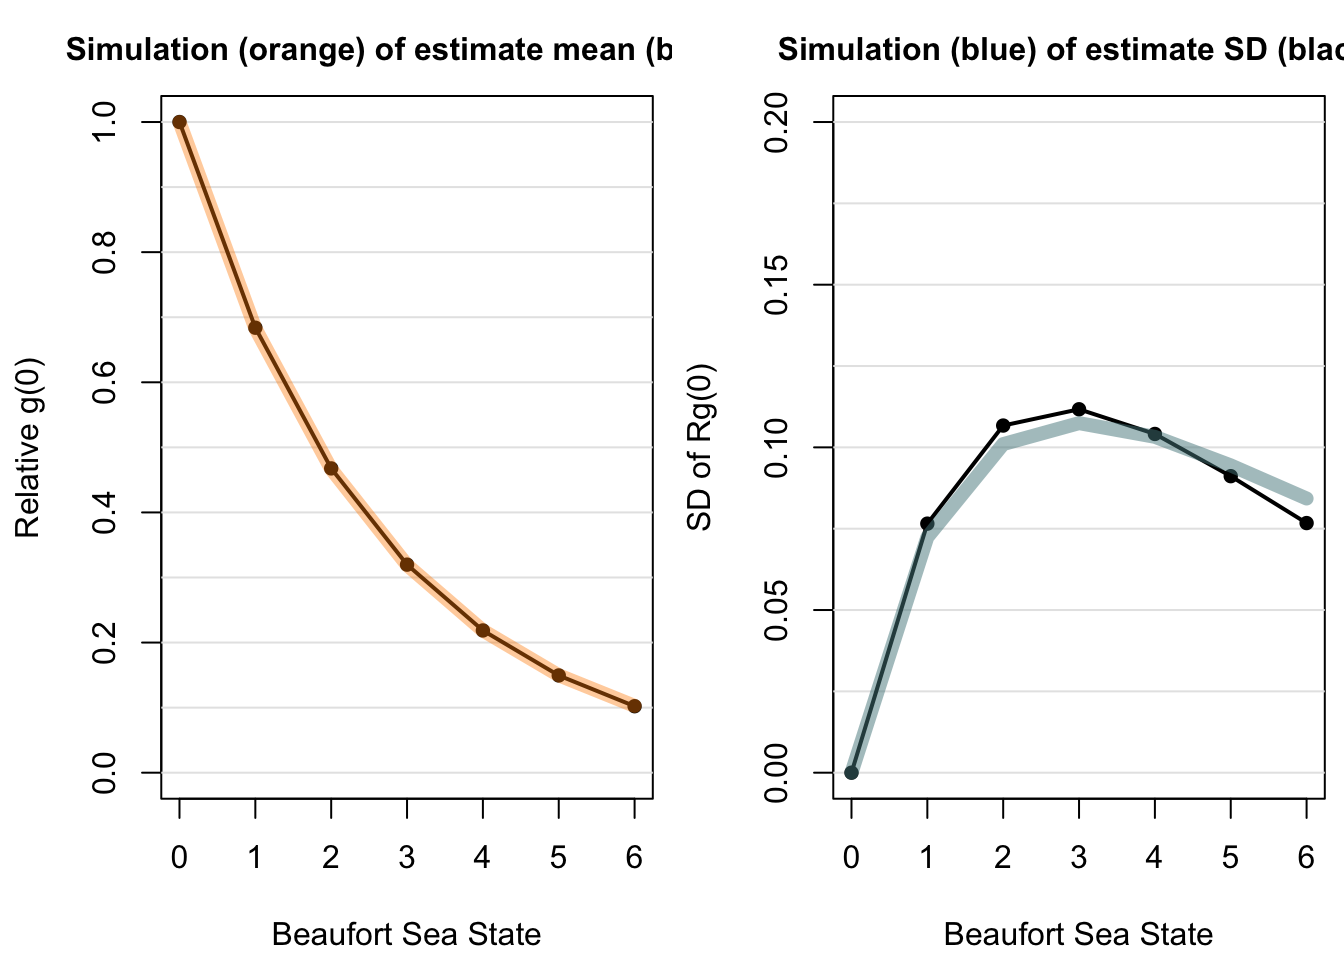 Simulation (orange) of estimate mean (b
Relative g(0)
1.0
0.8
0.6
0.4
0.2
0.0
0 1 2 3 4 5 6
Beaufort Sea State
Simulation (blue) of estimate SD (blac
SD of Rg(0)
0.20
0.15
0.10
0.05
0.00
0 1 2 3 4 5 6
Beaufort Sea State